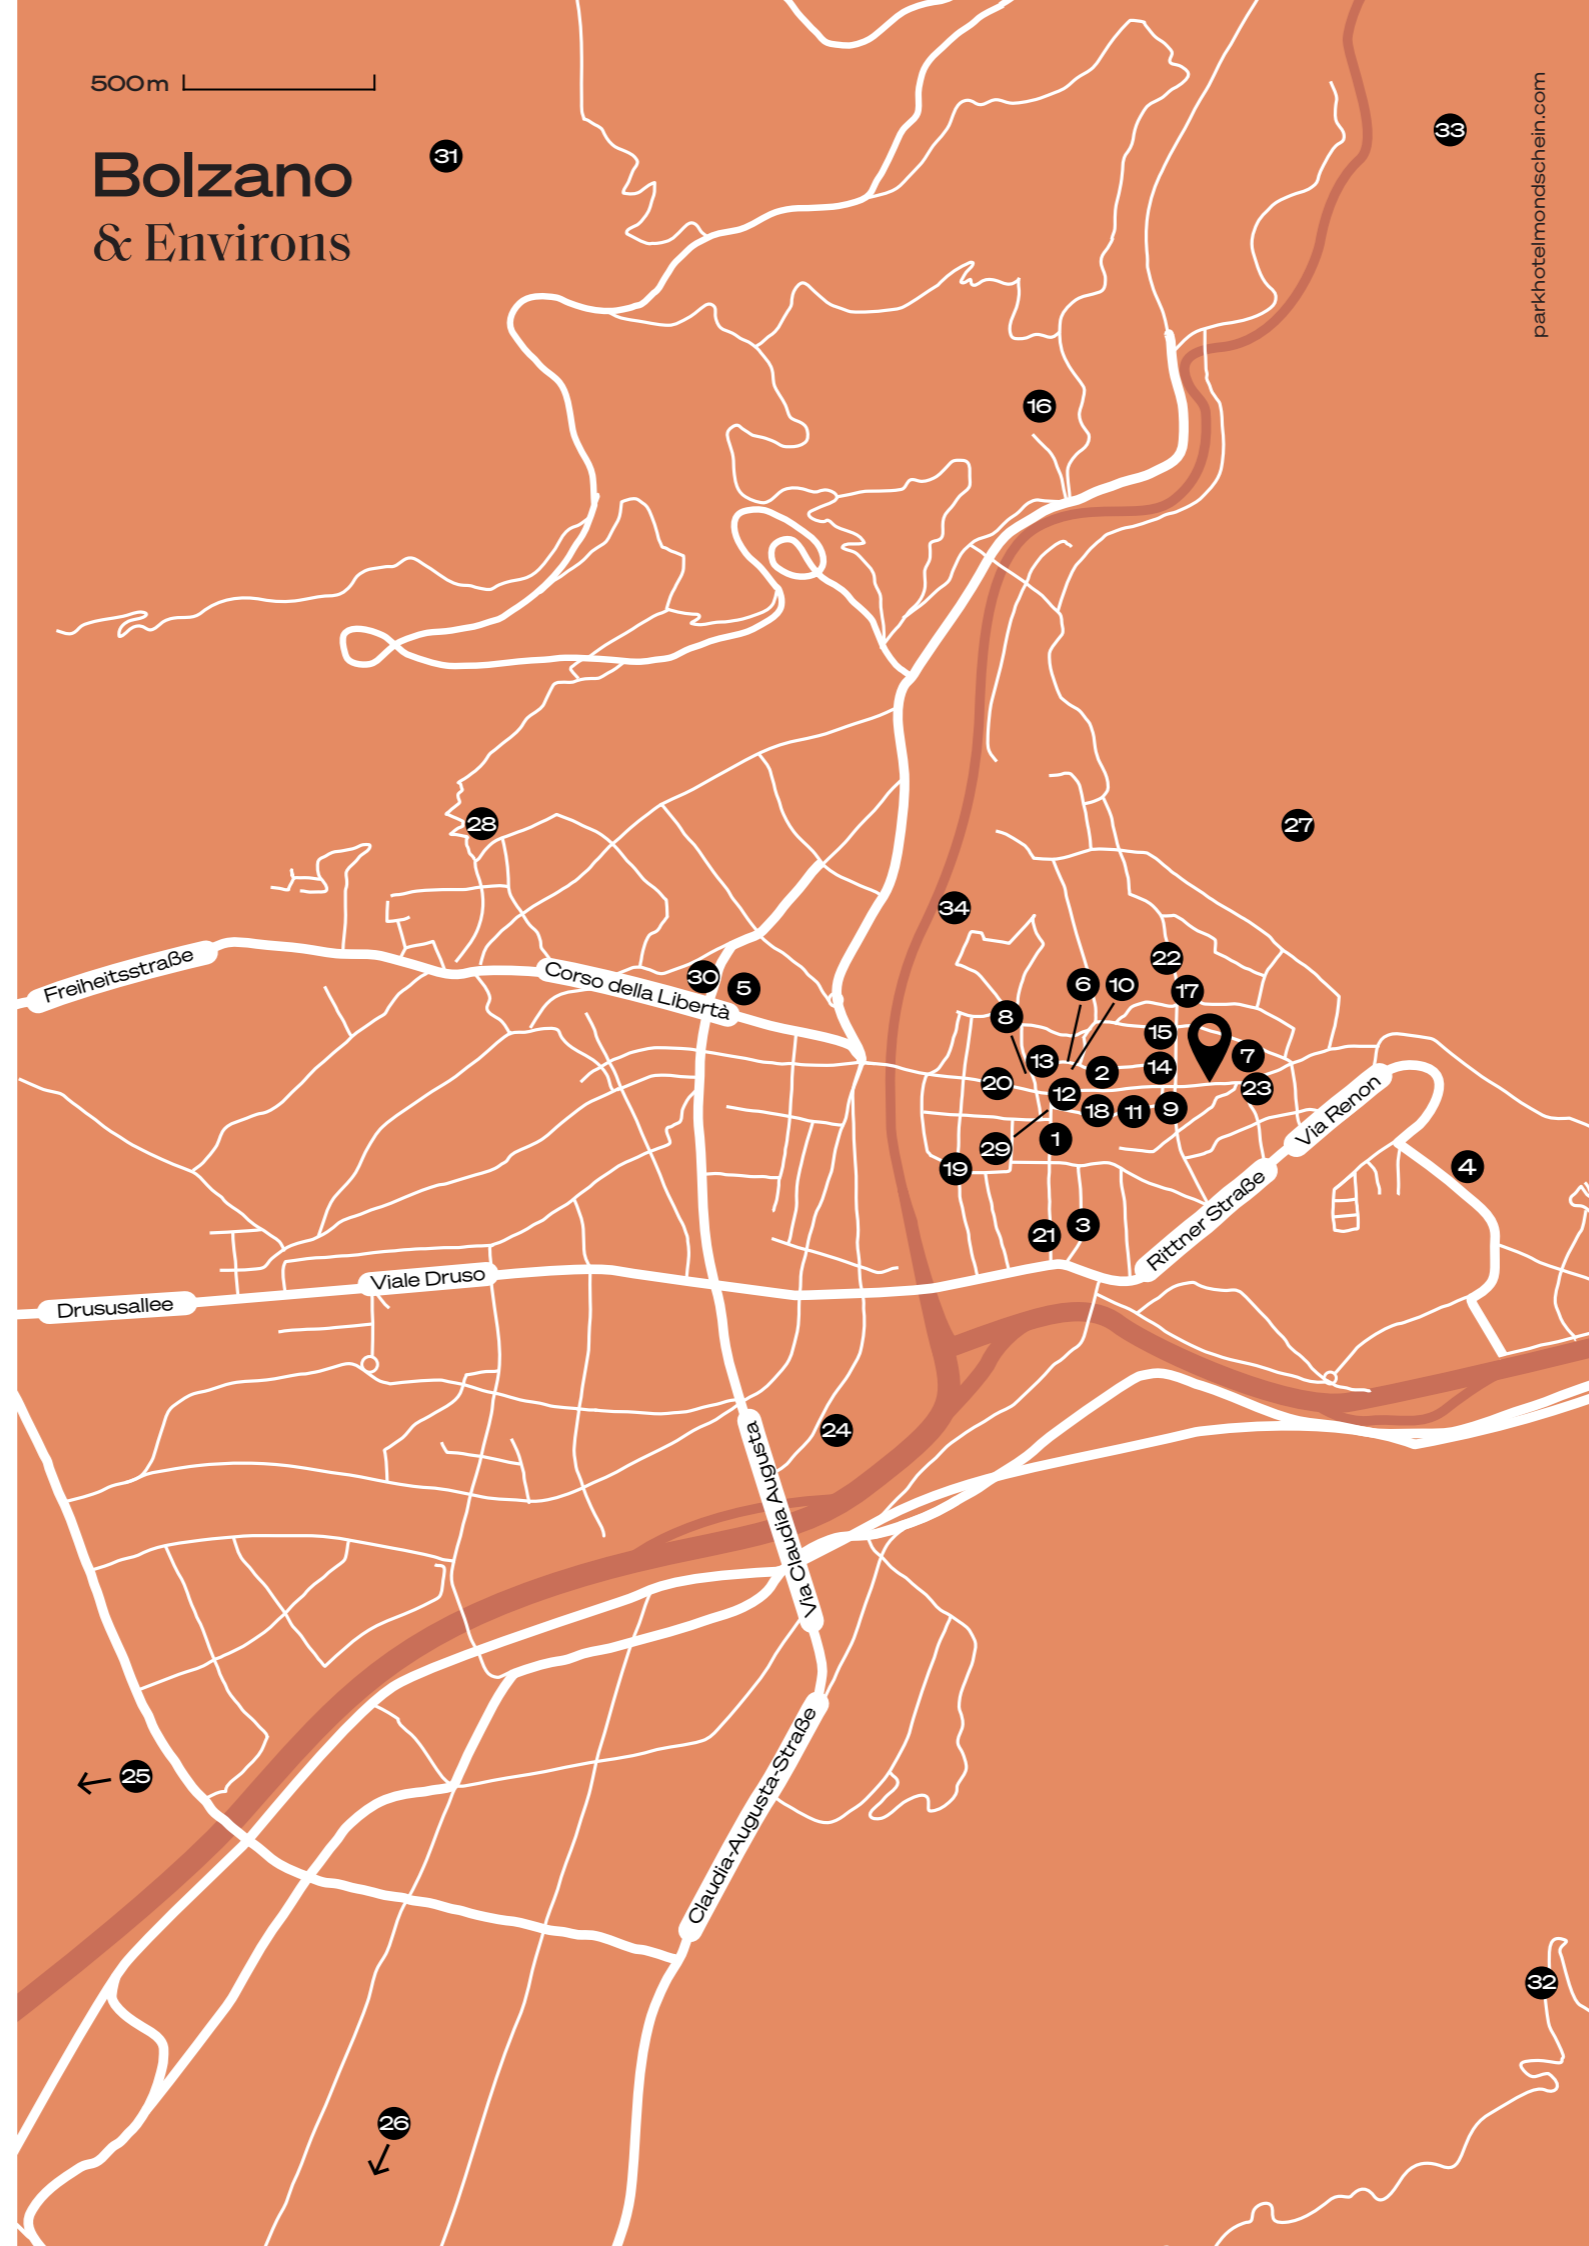 500 m
Bolzano
& Environs
parkhotelmondschein.com
31
33
16
28
27
34
22
30
5
6
10
17
8
15
13
7
2
14
20
23
12
18
11
9
1
29
19
4
21
3
Freiheitsstraße
Corso della Libertà
Via Renon
Rittner Straße
Viale Druso
Drususallee
24
Via Claudia Augusta
Claudia-Augusta-Straße
25
32
26